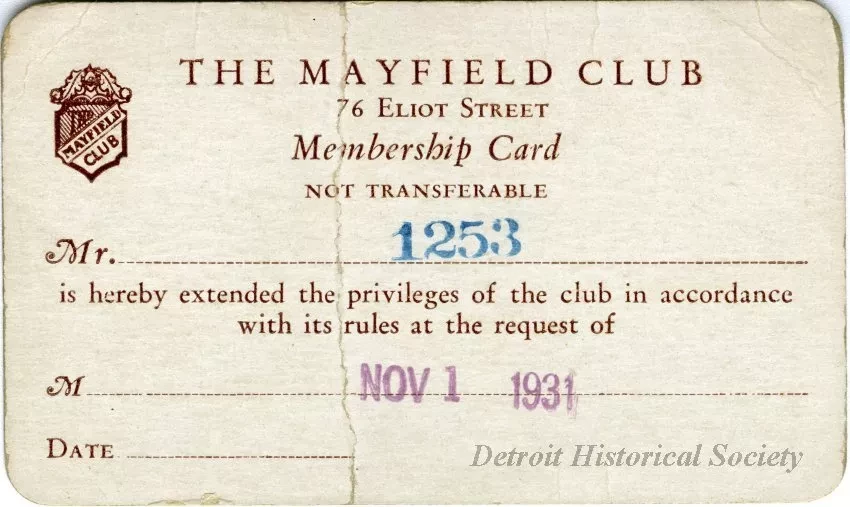 THE MAYFIELD CLUB
76 ELIOT STREET
Membership Card
NOT TRANSFERABLE
THE
MAYFIELD
CLUB
Mr. 1253
is hereby extended the privileges of the club in accordance
with its rules at the request of
M NOV 1 1931
DATE
Detroit Historical Society